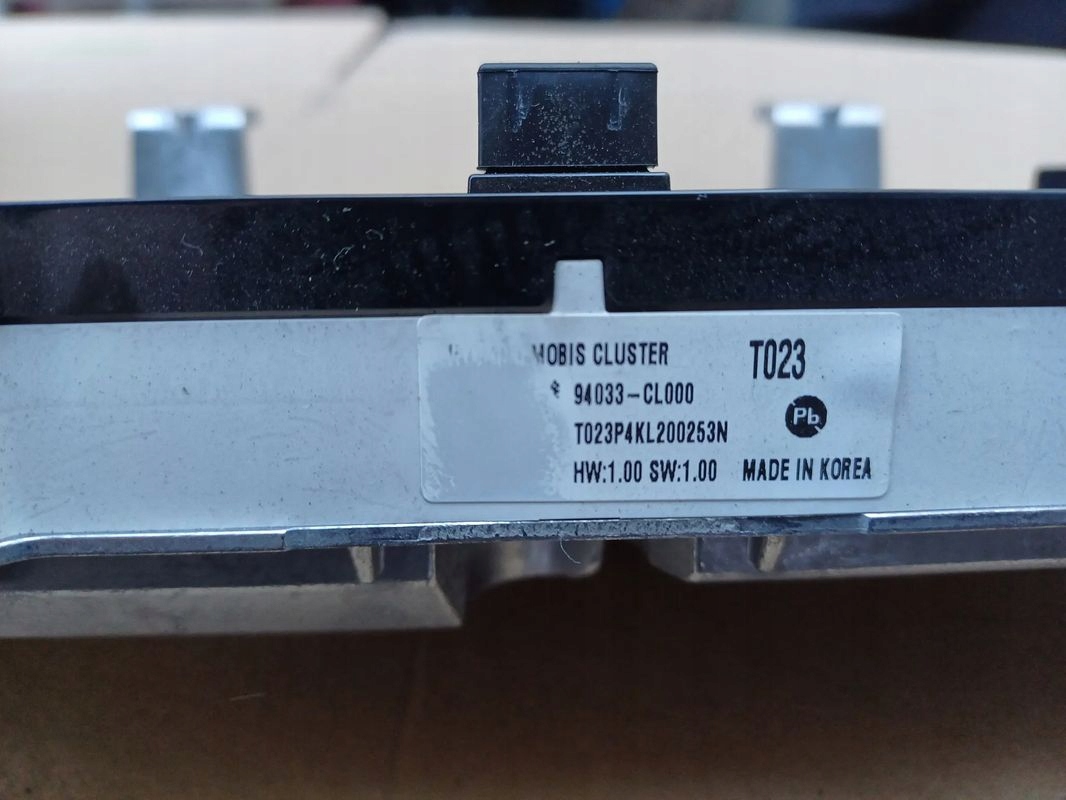 MOBIS CLUSTER T023
94033-CL000
Pb
T023P4KL200253N
HW:1.00 SW:1.00 MADE IN KOREA